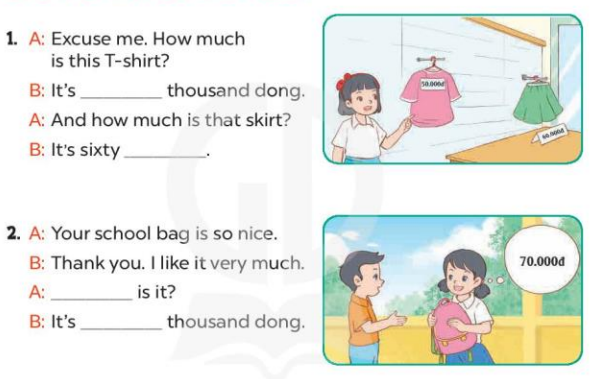 1. A: Excuse me. How much
is this T-shirt?
B: It's ________ thousand dong.
A: And how much is that skirt?
B: It's sixty ________.
50.000đ
60.000đ
2. A: Your school bag is so nice.
B: Thank you. I like it very much.
A: ________ is it?
B: It's ________ thousand dong.
70.000đ